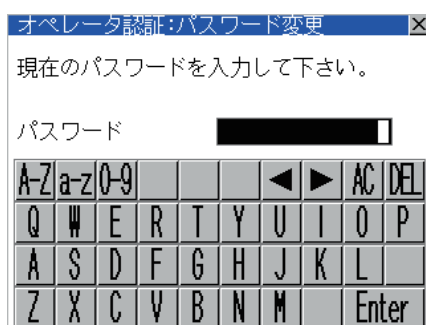 オペレータ認証:パスワード変更 ×
現在のパスワードを入力して下さい。
パスワード
A-Z a-z 0-9 ◀ ▶ AC DEL
Q W E R T Y U I O P
A S D F G H J K L
Z X C V B N M Enter